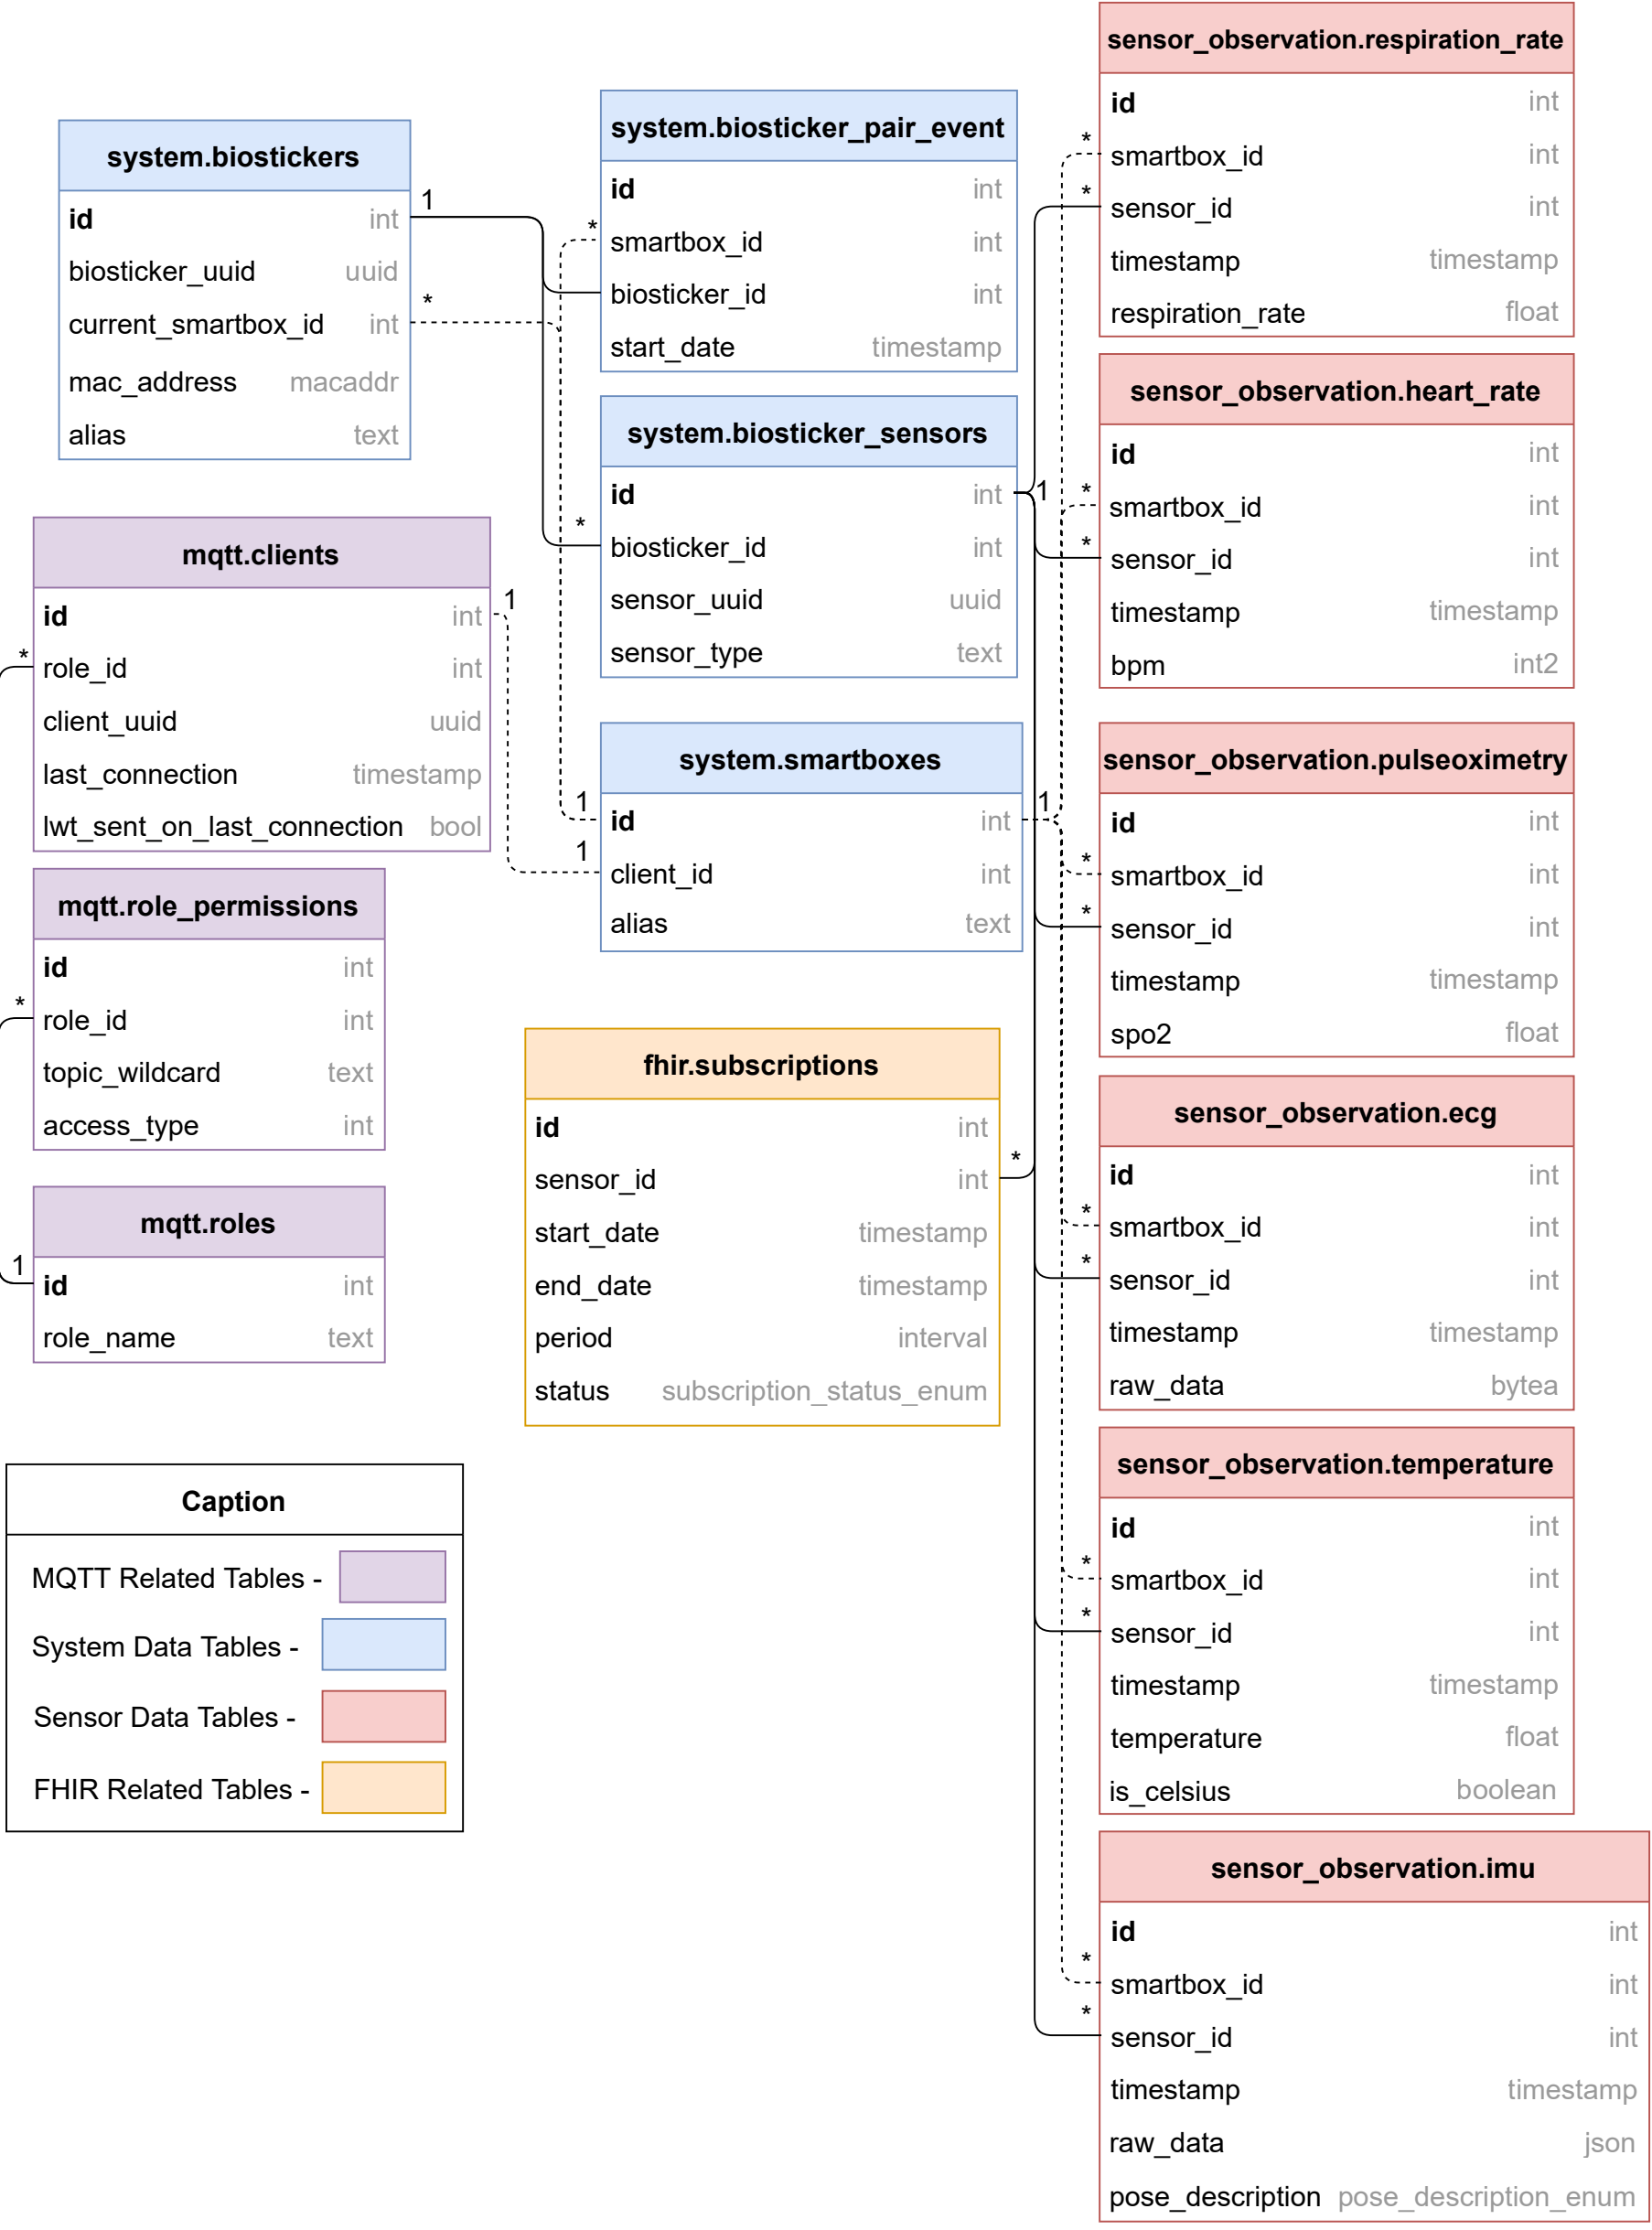 system.biostickers
1
id int
biosticker_uuid uuid
*
current_smartbox_id int
mac_address macaddr
alias text
mqtt.clients
id int
1
*
role_id int
client_uuid uuid
last_connection timestamp
lwt_sent_on_last_connection bool
mqtt.role_permissions
id int
*
role_id int
topic_wildcard text
access_type int
mqtt.roles
1
id int
role_name text
Caption
MQTT Related Tables -
System Data Tables -
Sensor Data Tables -
FHIR Related Tables -
system.biosticker_pair_event
id int
*
smartbox_id int
biosticker_id int
start_date timestamp
system.biosticker_sensors
id int
1
*
biosticker_id int
sensor_uuid uuid
sensor_type text
system.smartboxes
1
id int
1
1
client_id int
alias text
fhir.subscriptions
id int
*
sensor_id int
start_date timestamp
end_date timestamp
period interval
status subscription_status_enum
sensor_observation.respiration_rate
id int
*
smartbox_id int
*
sensor_id int
timestamp timestamp
respiration_rate float
sensor_observation.heart_rate
id int
*
smartbox_id int
*
sensor_id int
timestamp timestamp
bpm int2
sensor_observation.pulseoximetry
id int
*
smartbox_id int
*
sensor_id int
timestamp timestamp
spo2 float
sensor_observation.ecg
id int
*
smartbox_id int
*
sensor_id int
timestamp timestamp
raw_data bytea
sensor_observation.temperature
id int
*
smartbox_id int
*
sensor_id int
timestamp timestamp
temperature float
is_celsius boolean
sensor_observation.imu
id int
*
smartbox_id int
*
sensor_id int
timestamp timestamp
raw_data json
pose_description pose_description_enum